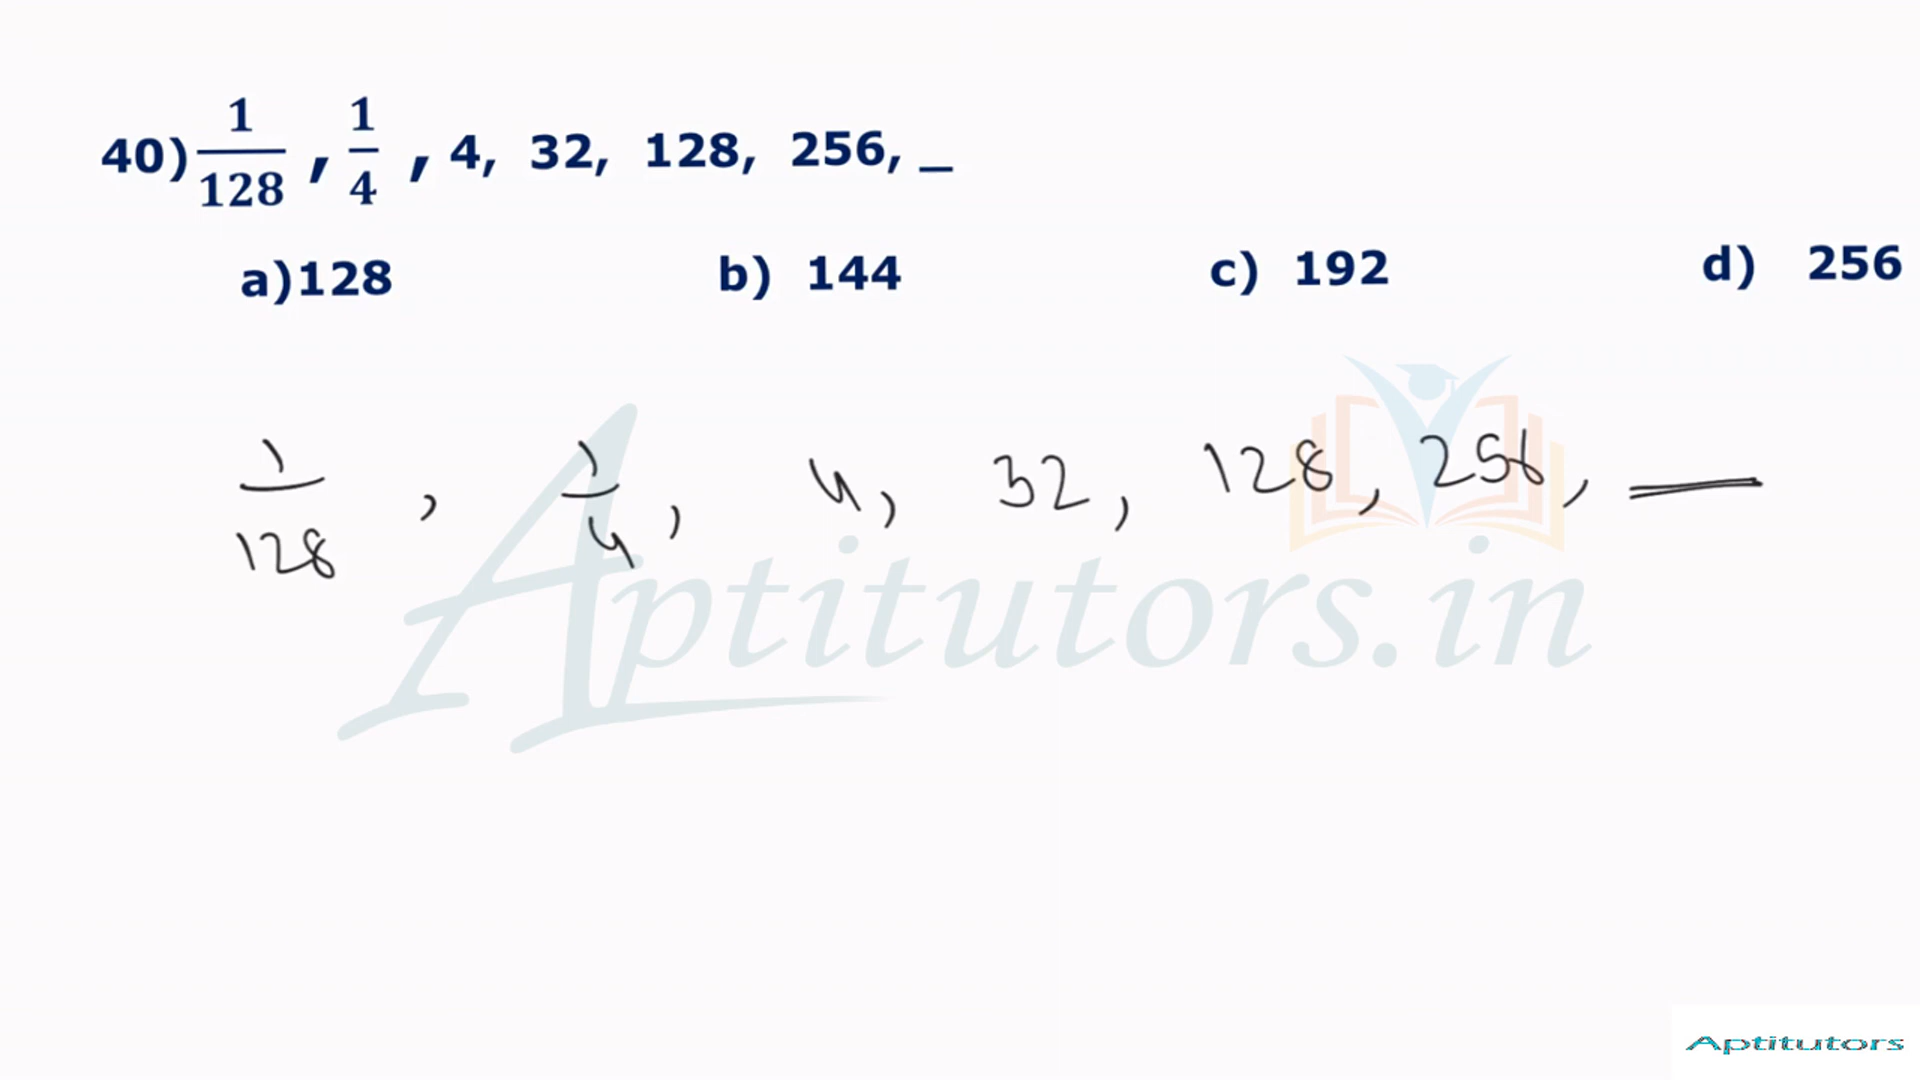 40) 1/128 , 1/4 , 4, 32, 128, 256, _
a)128 b) 144 c) 192 d) 256
1/128 , 1/4 , 4, 32, 128, 256, __
Aptitutors.in
Aptitutors